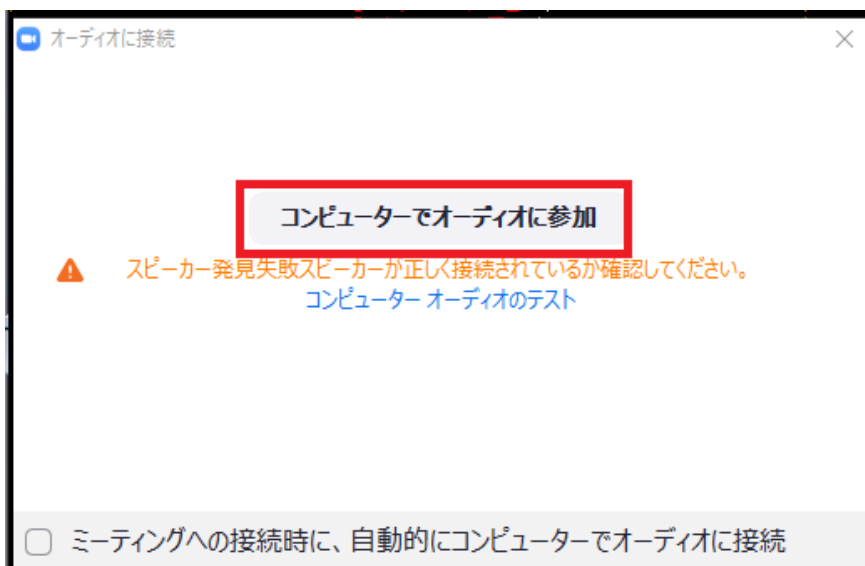 オーディオに接続
コンピューターでオーディオに参加
スピーカー発見失敗スピーカーが正しく接続されているか確認してください。
コンピューター オーディオのテスト
ミーティングへの接続時に、自動的にコンピューターでオーディオに接続